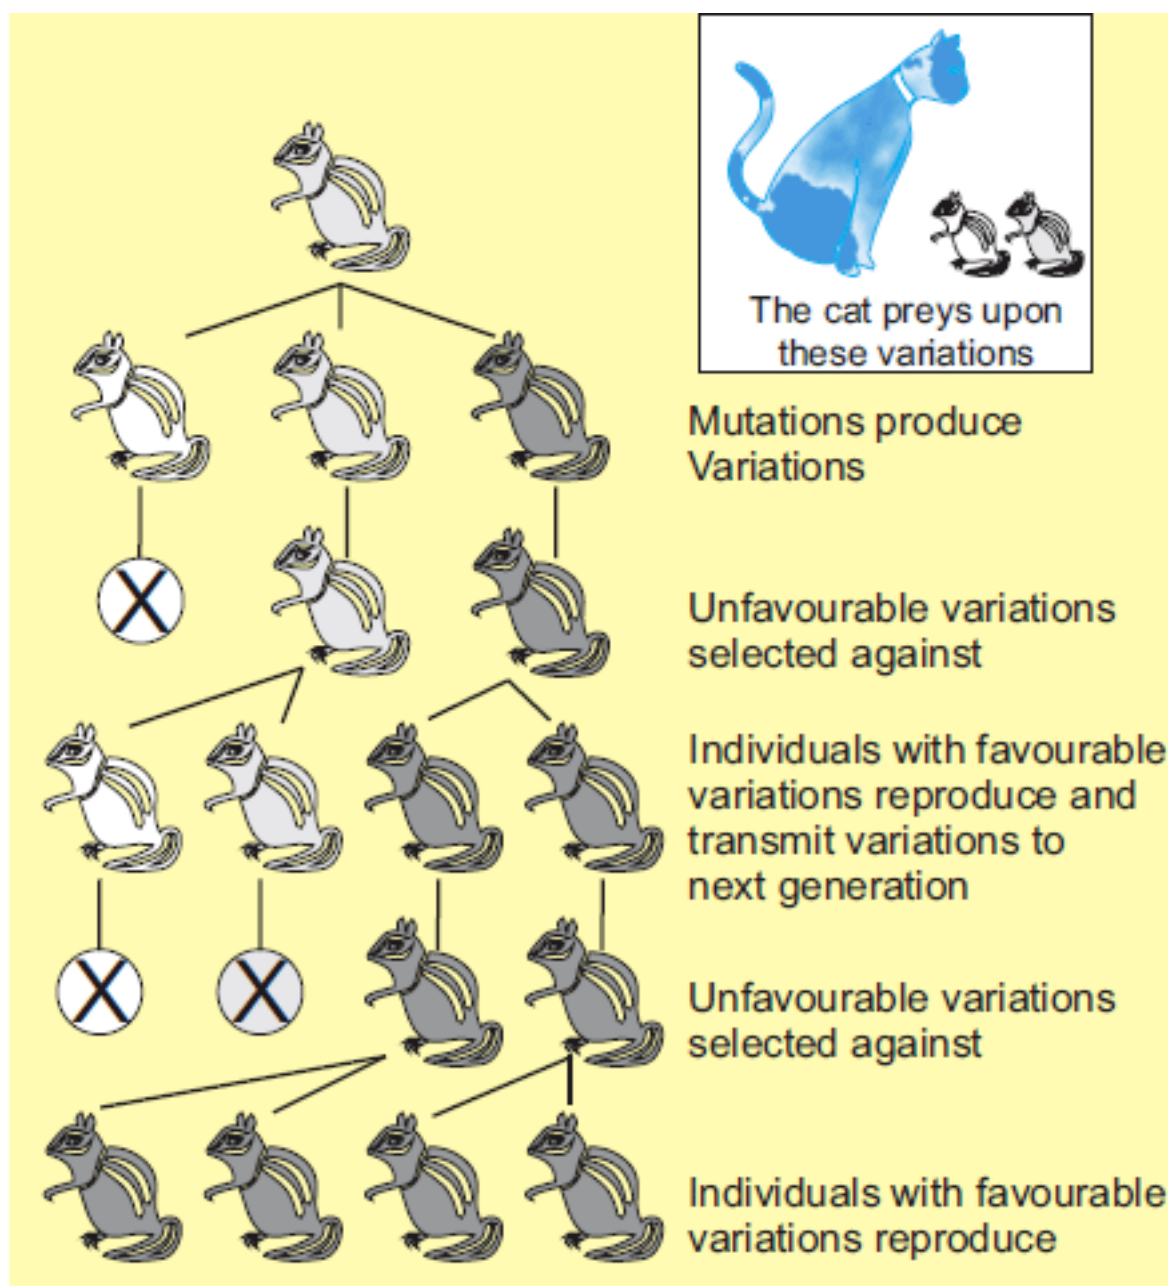 The cat preys upon
these variations
Mutations produce
Variations
X
Unfavourable variations
selected against
Individuals with favourable
variations reproduce and
transmit variations to
next generation
X X
Unfavourable variations
selected against
Individuals with favourable
variations reproduce